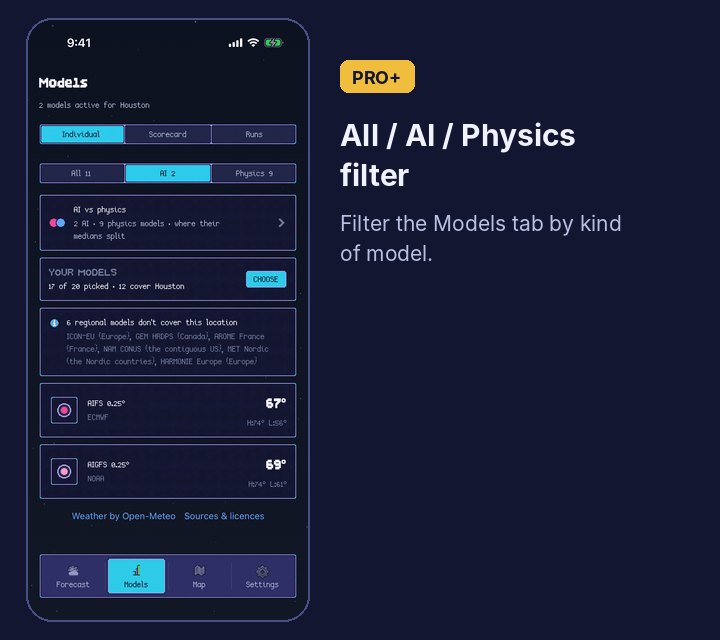 9:41
Models
2 models active for Houston
Individual Scorecard Runs
All 11 AI 2 Physics 9
AI vs physics
2 AI · 9 physics models · where their
medians split
YOUR MODELS
17 of 20 picked · 12 cover Houston
CHOOSE
6 regional models don't cover this location
ICON-EU (Europe), GEM HRDPS (Canada), AROME France
(France), NAM CONUS (the contiguous US), MET Nordic
(the Nordic countries), HARMONIE Europe (Europe)
AIFS 0.25° 67°
ECMWF H:74° L:56°
AIGFS 0.25° 69°
NOAA H:74° L:61°
Weather by Open-Meteo Sources & licences
Forecast Models Map Settings
PRO+
All / AI / Physics
filter
Filter the Models tab by kind
of model.